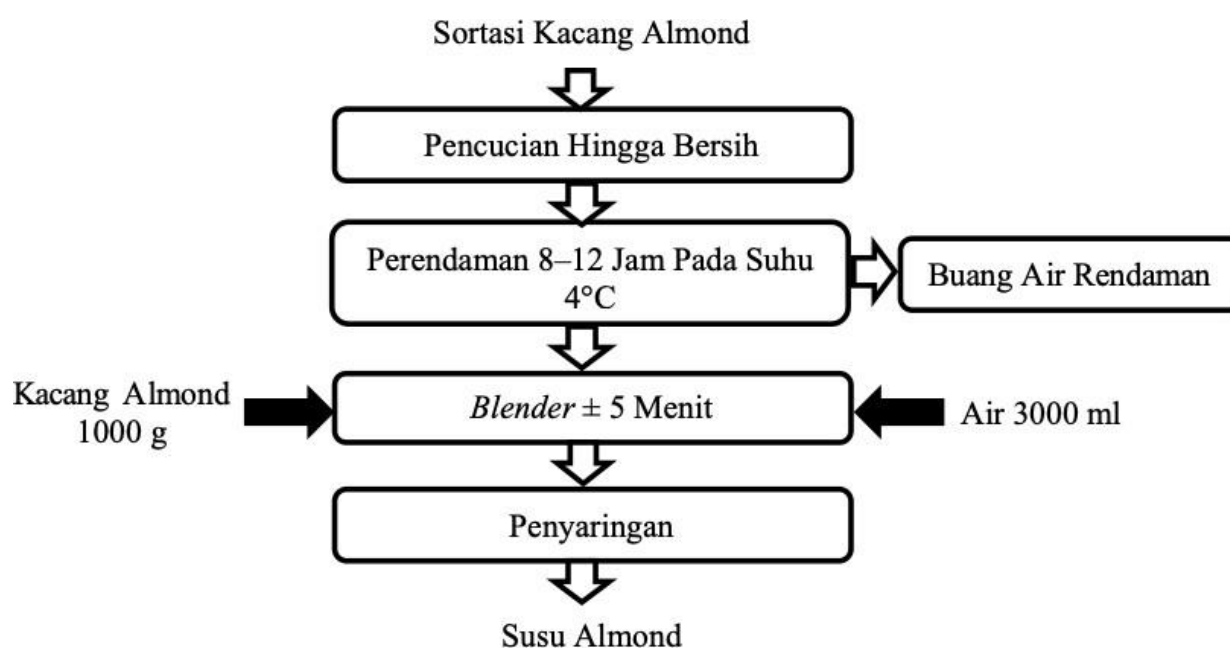 Sortasi Kacang Almond
Pencucian Hingga Bersih
Perendaman 8–12 Jam Pada Suhu
4°C
Buang Air Rendaman
Kacang Almond
1000 g
Blender ± 5 Menit
Air 3000 ml
Penyaringan
Susu Almond